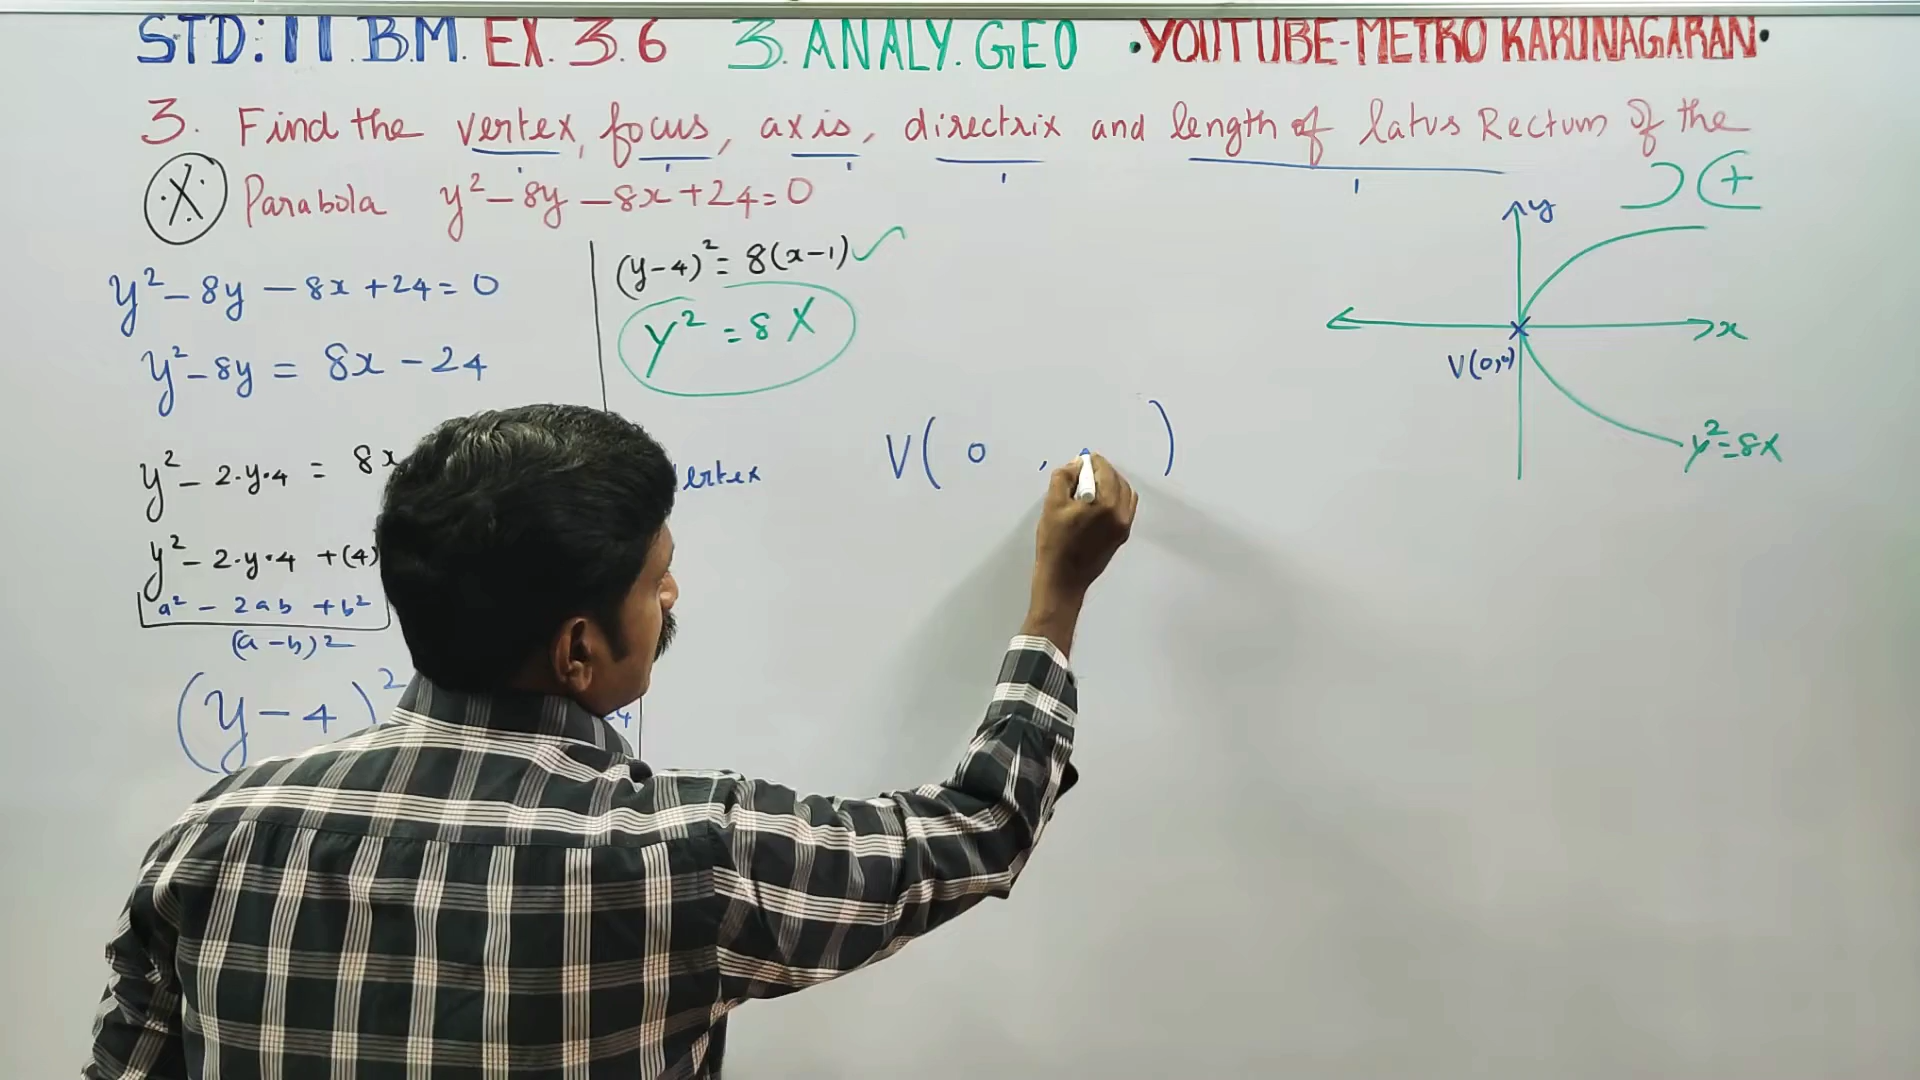 STD: 11 .B.M. EX. 3.6 3. ANALY. GEO •YOUTUBE-METRO KARUNAGARAN•
3. Find the vertex, focus, axis, directrix and length of latus Rectum of the
Parabola y² - 8y - 8x + 24 = 0
y² - 8y - 8x + 24 = 0
y² - 8y = 8x - 24
y² - 2·y·4 = 8x
y² - 2·y·4 + (4)
a² - 2ab + b²
(a - b)²
(y - 4)²
(y - 4)² = 8(x - 1) ✓
Y² = 8X
V( 0 , )
+
y
x
V(0,0)
y² = 8X